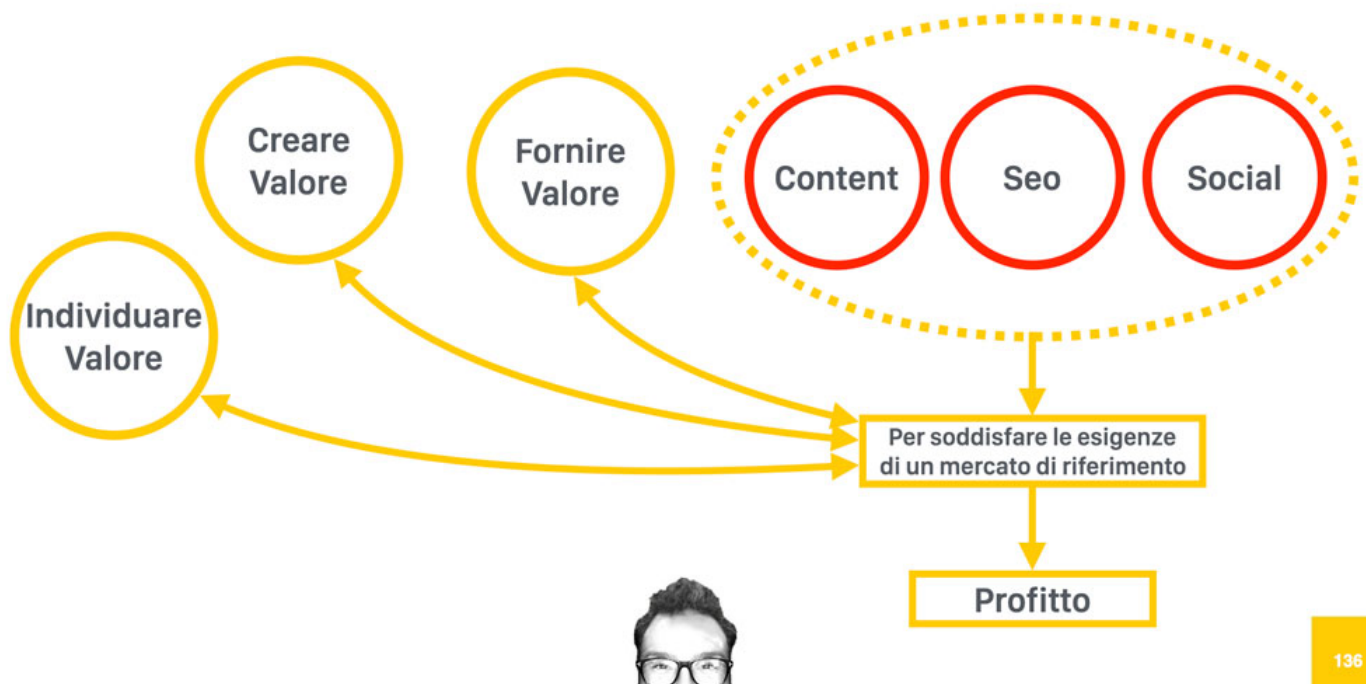 Creare
Valore
Fornire
Valore
Content
Seo
Social
Individuare
Valore
Per soddisfare le esigenze
di un mercato di riferimento
Profitto
136